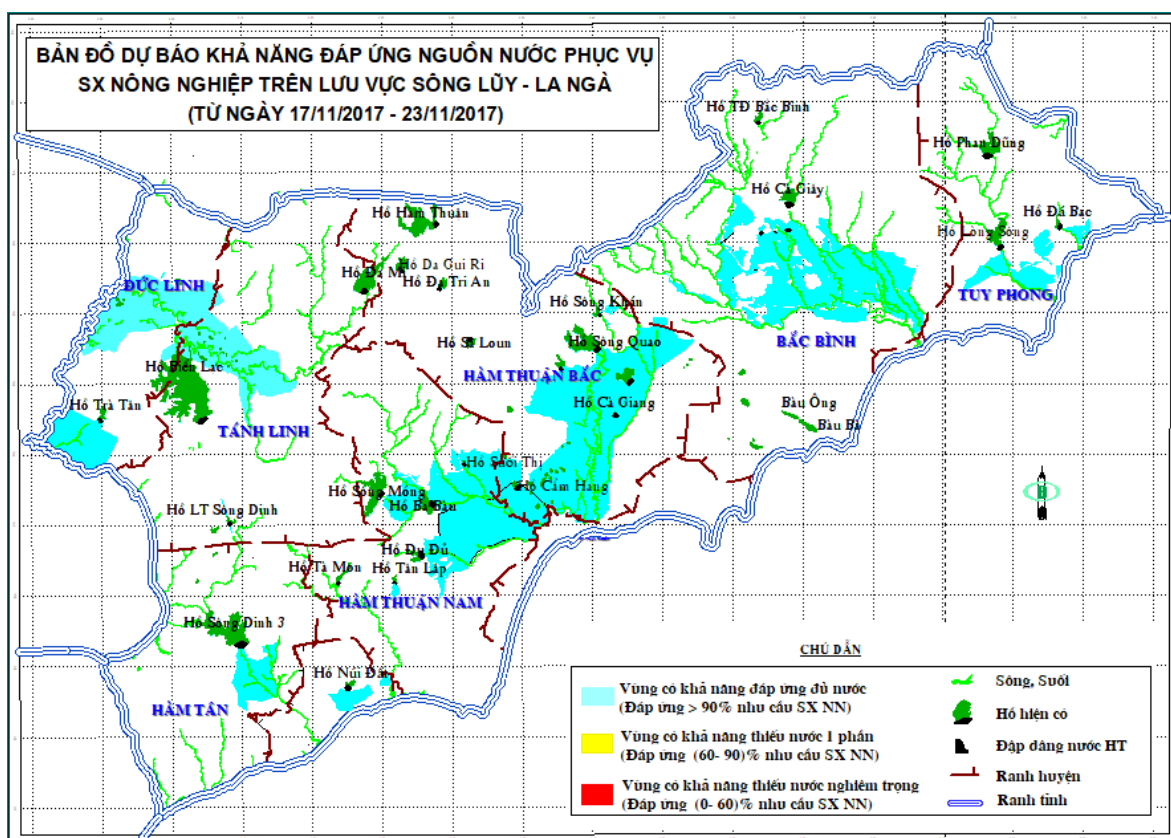 BẢN ĐỒ DỰ BÁO KHẢ NĂNG ĐÁP ỨNG NGUỒN NƯỚC PHỤC VỤ
SX NÔNG NGHIỆP TRÊN LƯU VỰC SÔNG LŨY - LA NGÀ
(TỪ NGÀY 17/11/2017 - 23/11/2017)
Hồ TĐ Bắc Bình
Hồ Phan Dũng
Hồ Cà Giây
Hồ Đá Bạc
Hồ Hàm Thuận
Hồ Lòng Sông
Hồ Da Gui Ri
Hồ Đa Mi
Hồ Đa Tri An
ĐỨC LINH
TUY PHONG
Hồ Sông Khán
Hồ Sông Quao
Hồ Sở Loun
BẮC BÌNH
Hồ Biển Lạc
HÀM THUẬN BẮC
Hồ Trà Tân
Hồ Cà Giang
Bàu Ông
Bàu Bà
TÁNH LINH
Hồ Suối Thị
Hồ Sông Móng
Hồ Cẩm Hang
Hồ Ba Bàu
Hồ LT Sông Dinh
Hồ Đu Đủ
Hồ Tà Mòn
Hồ Tân Lập
HÀM THUẬN NAM
Hồ Sông Dinh 3
Hồ Núi Đất
HÀM TÂN
CHÚ DẪN
Vùng có khả năng đáp ứng đủ nước
(Đáp ứng > 90% nhu cầu SX NN)
Vùng có khả năng thiếu nước 1 phần
(Đáp ứng (60- 90)% nhu cầu SX NN)
Vùng có khả năng thiếu nước nghiêm trọng
(Đáp ứng (0- 60)% nhu cầu SX NN)
Sông, Suối
Hồ hiện có
Đập dâng nước HT
Ranh huyện
Ranh tỉnh